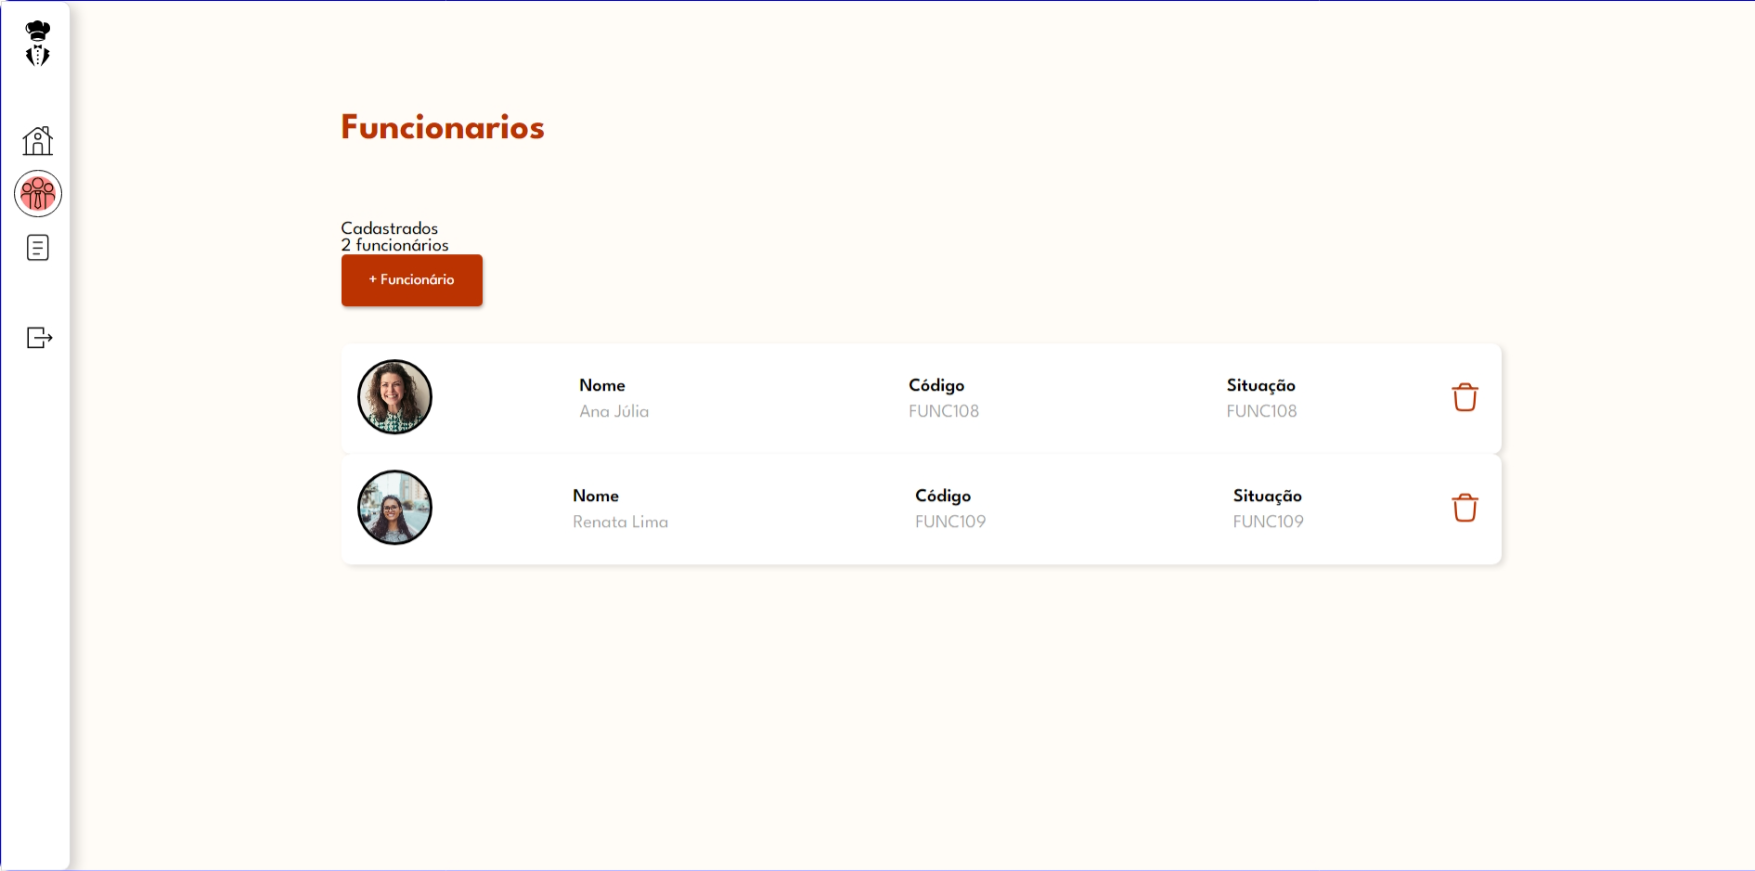 Funcionarios
Cadastrados
2 funcionários
+ Funcionário
Nome Código Situação
Ana Júlia FUNC108 FUNC108
Nome Código Situação
Renata Lima FUNC109 FUNC109